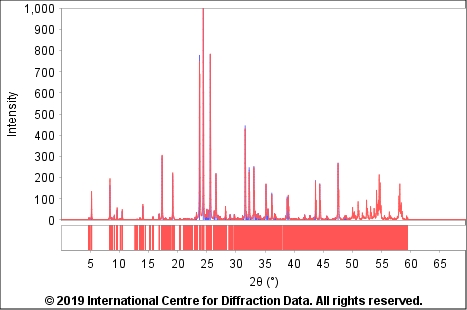 1,000
900
800
700
600
500
400
300
200
100
0
Intensity
5 10 15 20 25 30 35 40 45 50 55 60 65
2θ (°)
© 2019 International Centre for Diffraction Data. All rights reserved.